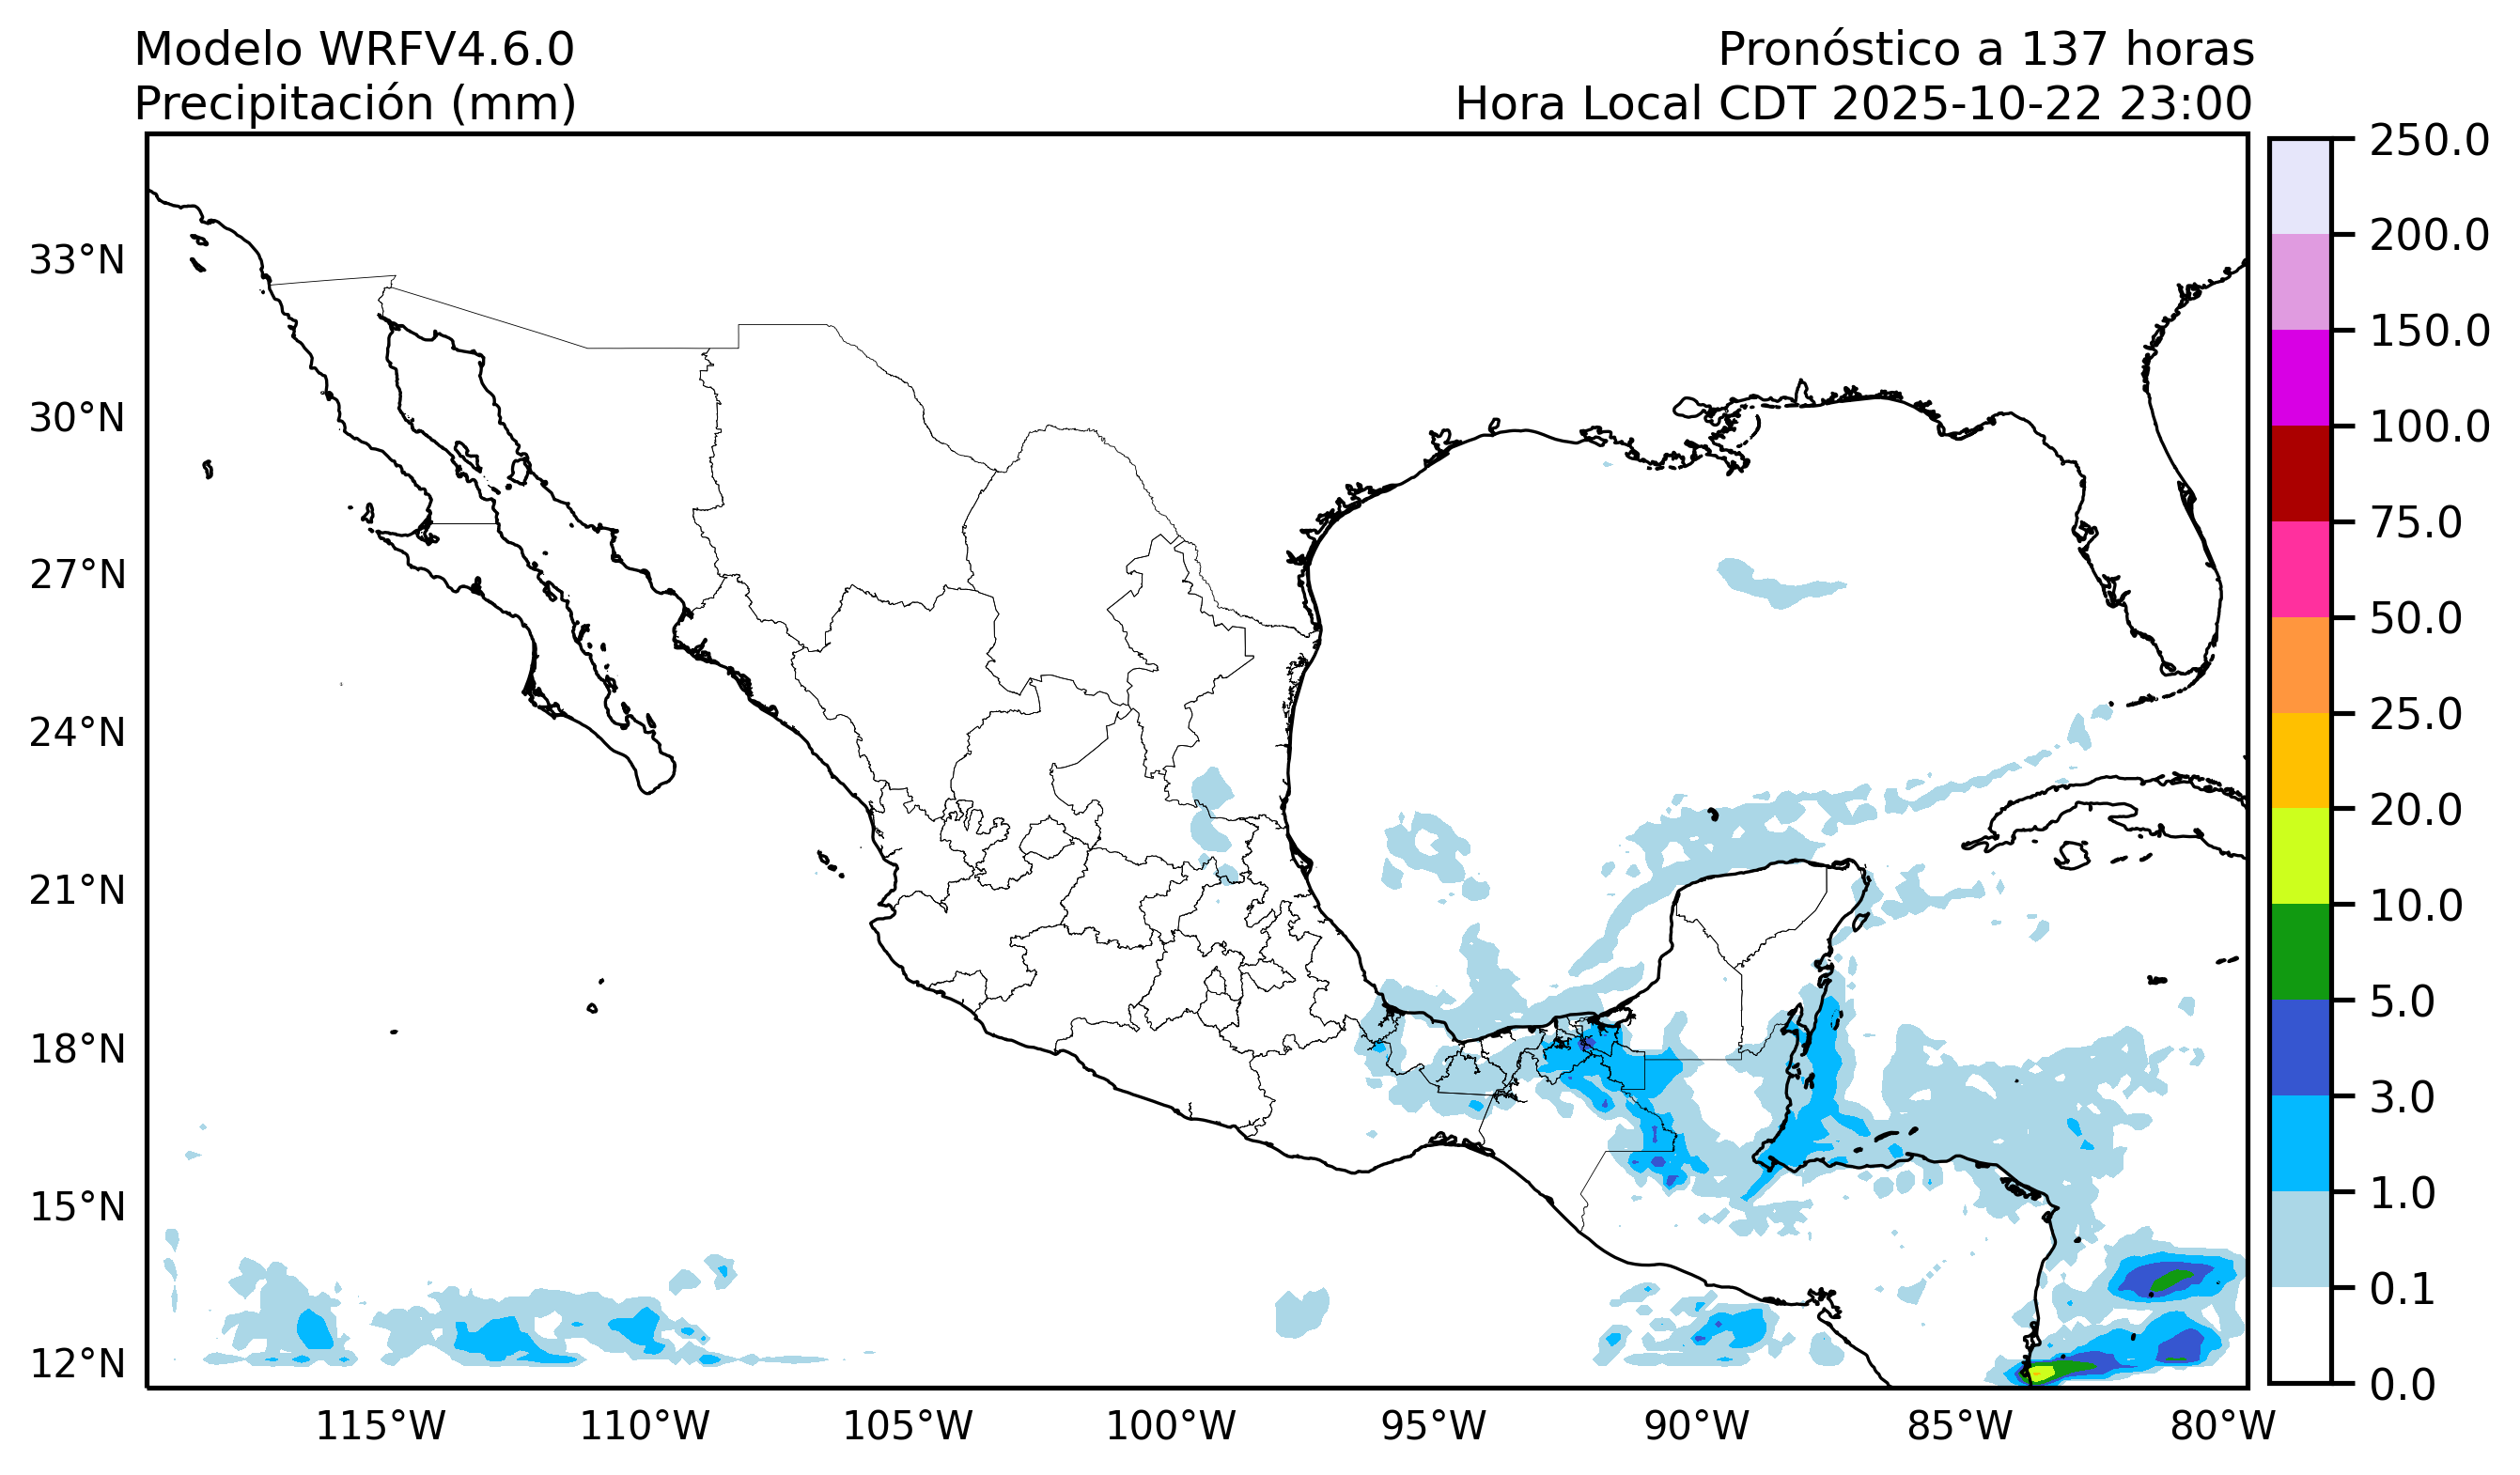 Modelo WRFV4.6.0
Precipitación (mm)
Pronóstico a 137 horas
Hora Local CDT 2025-10-22 23:00
33°N
30°N
27°N
24°N
21°N
18°N
15°N
12°N
115°W
110°W
105°W
100°W
95°W
90°W
85°W
80°W
250.0
200.0
150.0
100.0
75.0
50.0
25.0
20.0
10.0
5.0
3.0
1.0
0.1
0.0